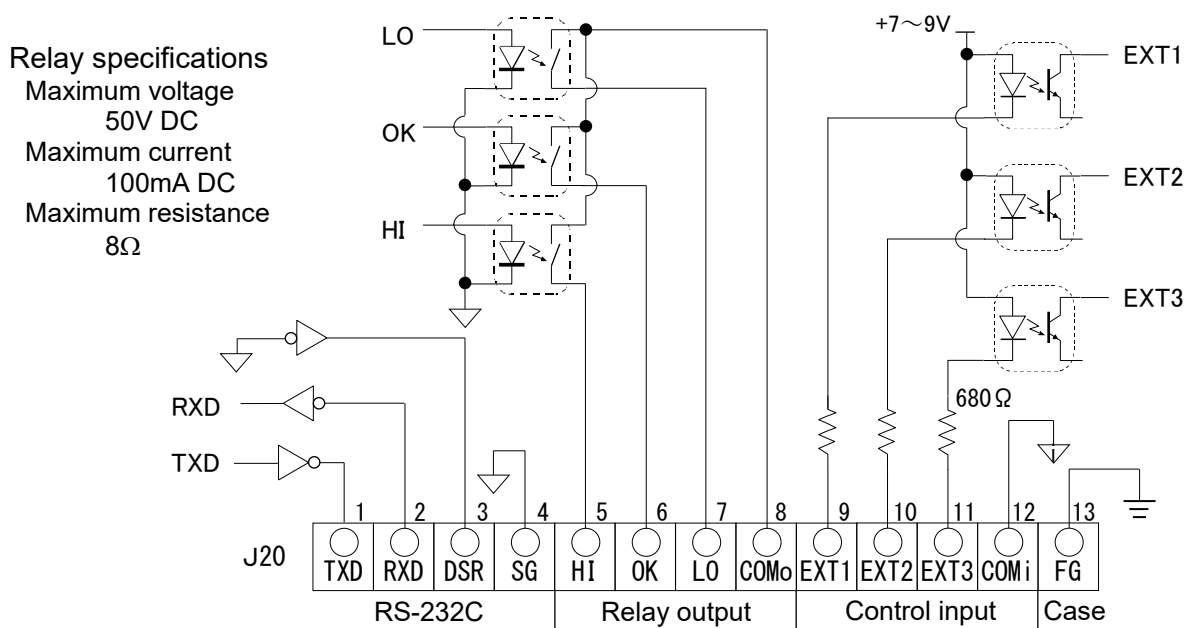 Relay specifications
Maximum voltage
50V DC
Maximum current
100mA DC
Maximum resistance
8Ω
LO
OK
HI
+7～9V
EXT1
EXT2
EXT3
680Ω
RXD
TXD
i
1 2 3 4 5 6 7 8 9 10 11 12 13
J20
TXD RXD DSR SG HI OK LO COMo EXT1 EXT2 EXT3 COMi FG
RS-232C Relay output Control input Case